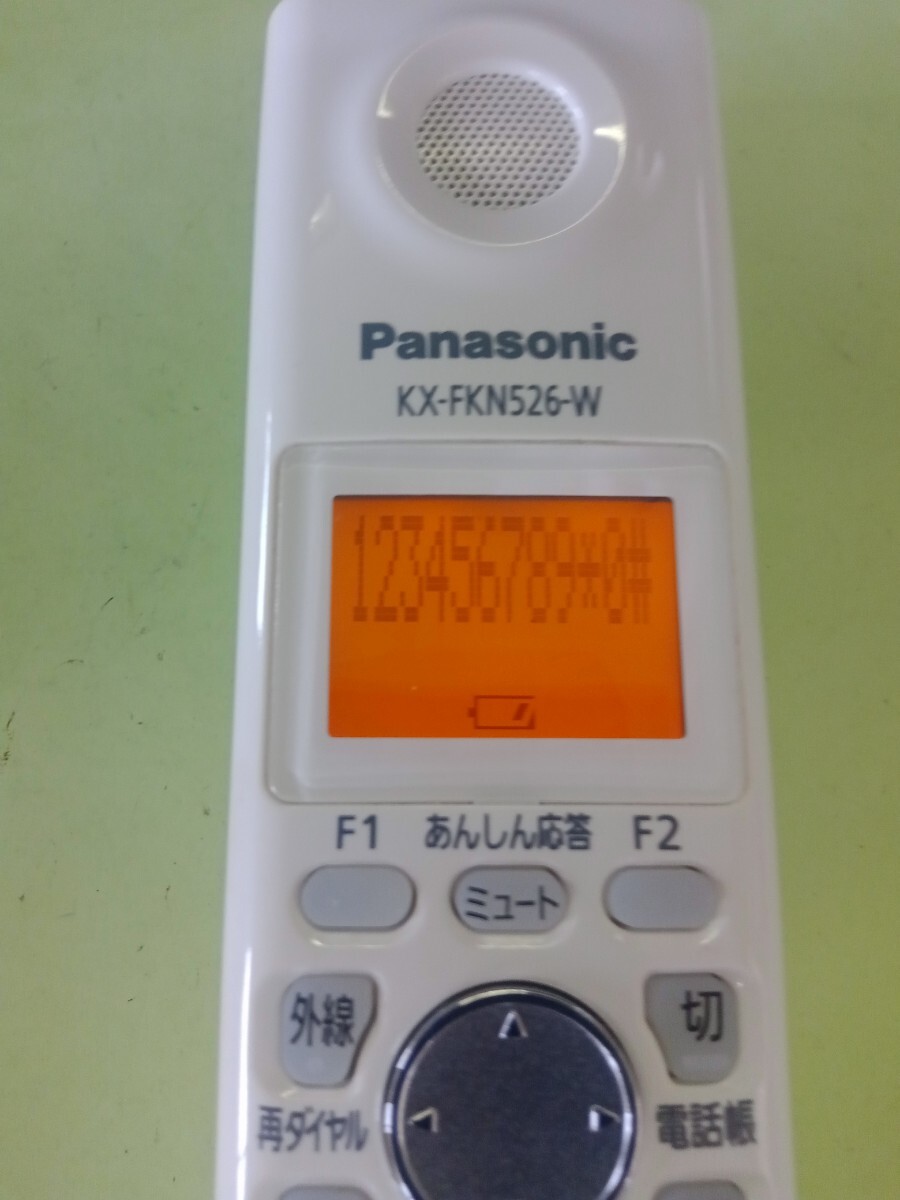 Panasonic
KX-FKN526-W
123456789*0#
F1 あんしん応答 F2
ミュート
外線 切
再ダイヤル 電話帳